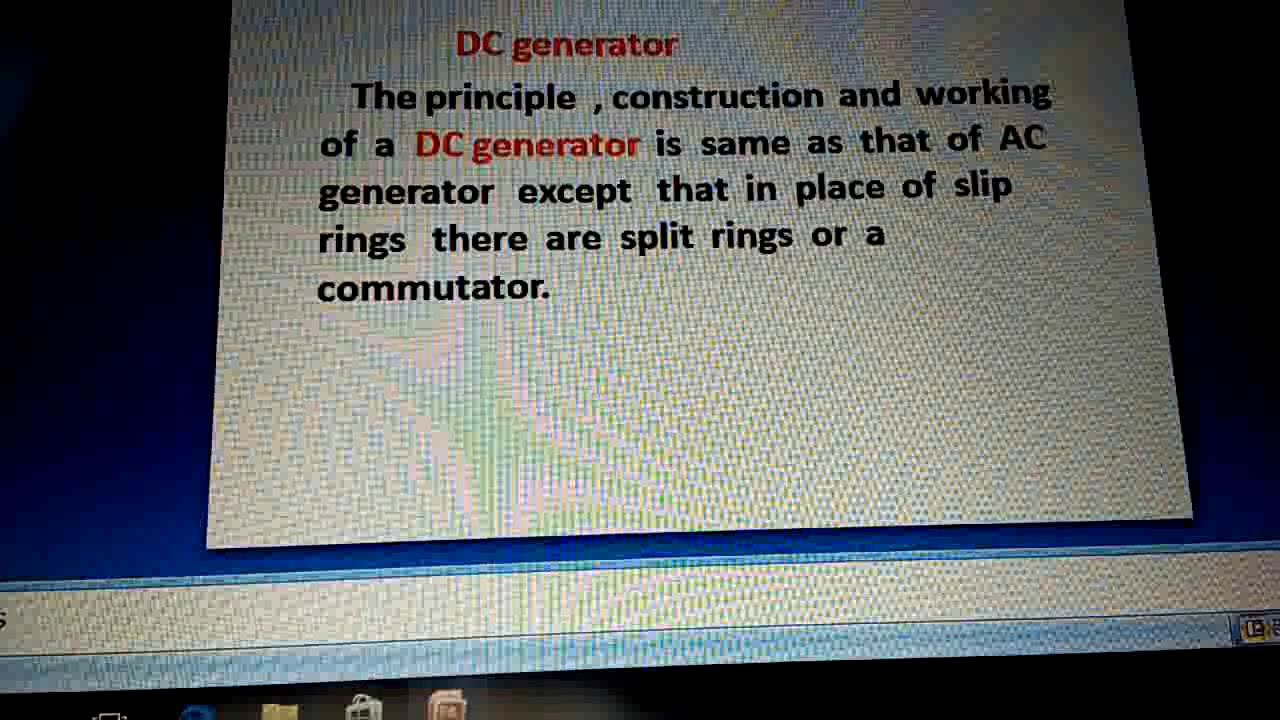 DC generator
The principle , construction and working
of a DC generator is same as that of AC
generator except that in place of slip
rings there are split rings or a
commutator.